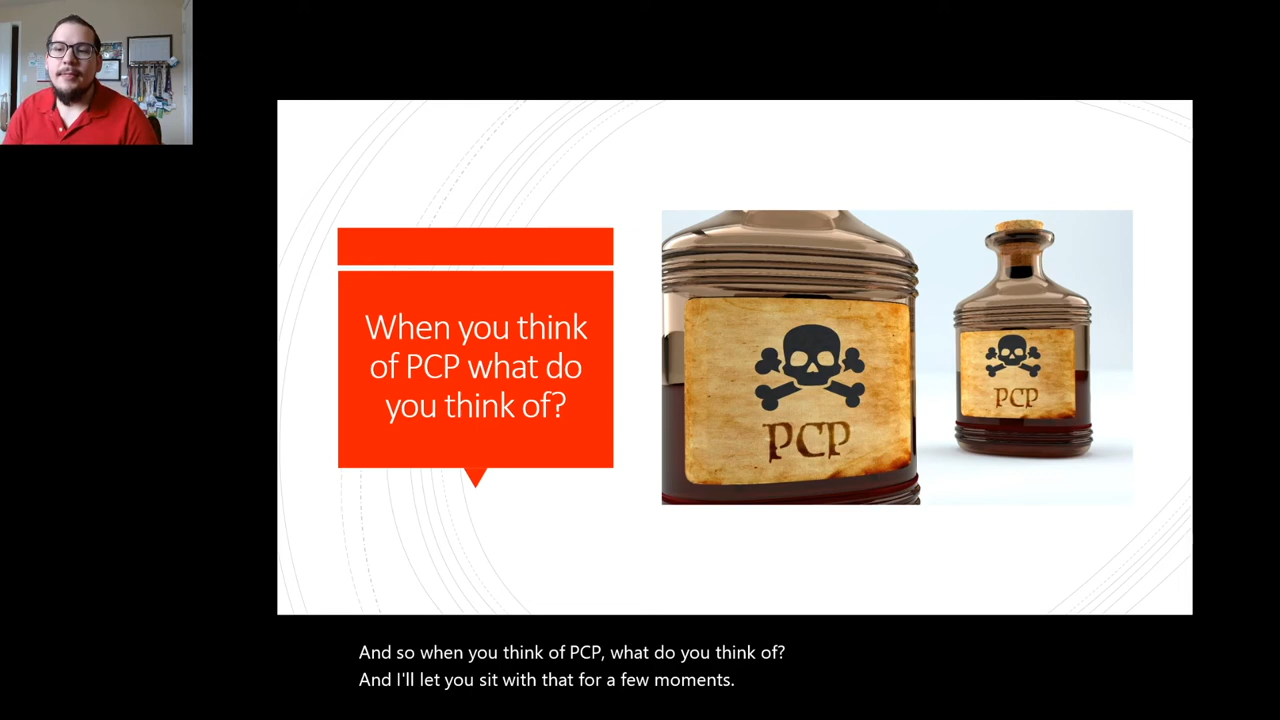 When you think
of PCP what do
you think of?
PCP
PCP
And so when you think of PCP, what do you think of?
And I'll let you sit with that for a few moments.